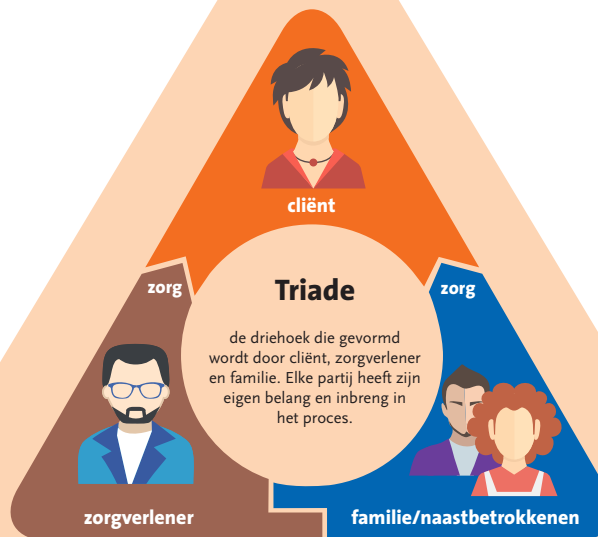 cliënt
zorg
zorg
Triade
de driehoek die gevormd
wordt door cliënt, zorgverlener
en familie. Elke partij heeft zijn
eigen belang en inbreng in
het proces.
zorgverlener
familie/naastbetrokkenen